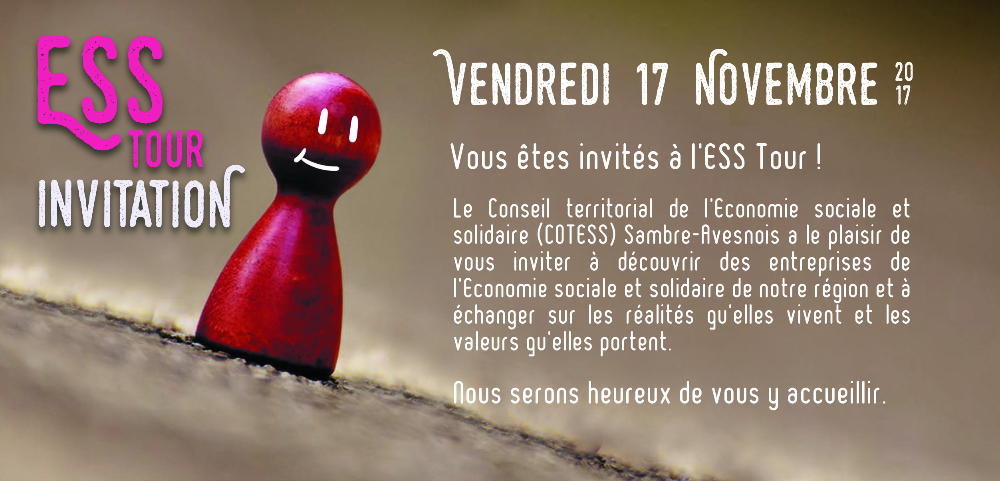 ESS
TOUR
INVITATION
VENDREDI 17 NOVEMBRE 20
17
Vous êtes invités à l'ESS Tour !
Le Conseil territorial de l'Economie sociale et
solidaire (COTESS) Sambre-Avesnois a le plaisir de
vous inviter à découvrir des entreprises de
l'Economie sociale et solidaire de notre région et à
échanger sur les réalités qu'elles vivent et les
valeurs qu'elles portent.
Nous serons heureux de vous y accueillir.